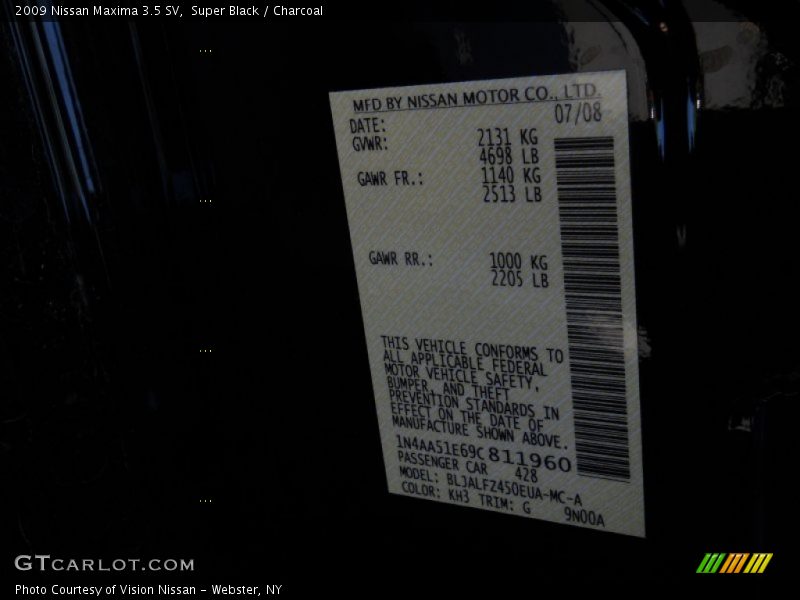 2009 Nissan Maxima 3.5 SV, Super Black / Charcoal
MFD BY NISSAN MOTOR CO., LTD.
DATE: 07/08
GVWR: 2131 KG
4698 LB
GAWR FR.: 1140 KG
2513 LB
GAWR RR.: 1000 KG
2205 LB
THIS VEHICLE CONFORMS TO
ALL APPLICABLE FEDERAL
MOTOR VEHICLE SAFETY,
BUMPER, AND THEFT
PREVENTION STANDARDS IN
EFFECT ON THE DATE OF
MANUFACTURE SHOWN ABOVE.
1N4AA51E69C811960
PASSENGER CAR 428
MODEL: BLJALFZ450EUA-MC-A
COLOR: KH3 TRIM: G 9N00A
GTCARLOT.COM
Photo Courtesy of Vision Nissan - Webster, NY